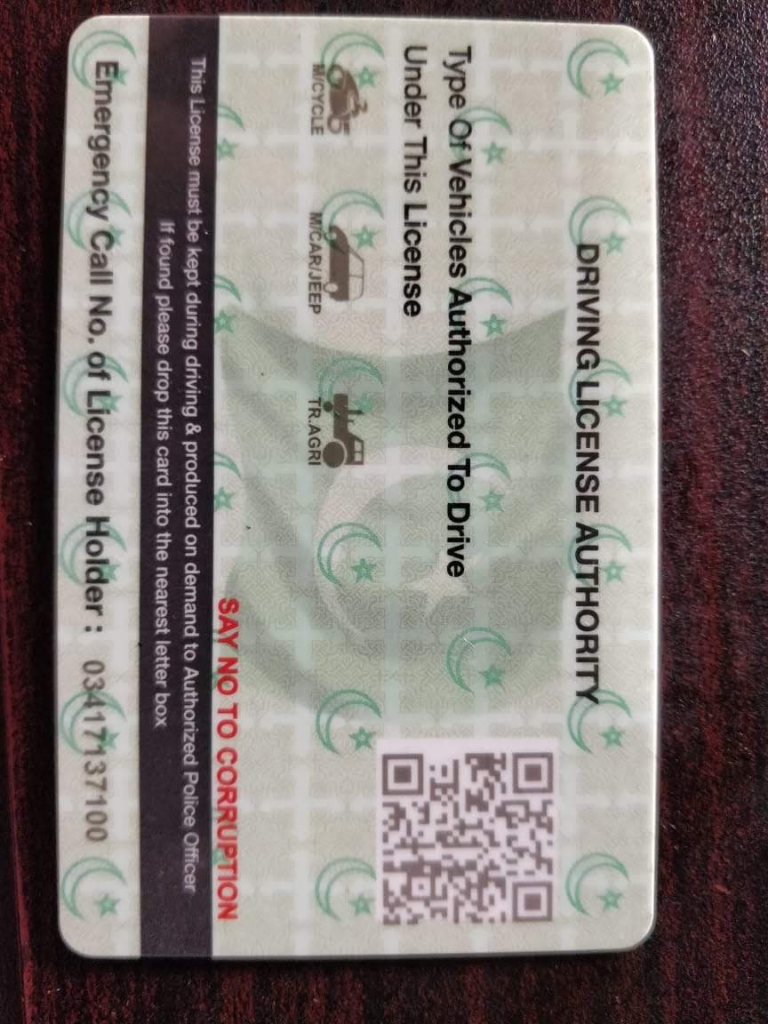 DRIVING LICENSE AUTHORITY
Type Of Vehicles Authorized To Drive
Under This License
M/CYCLE
M/CAR/JEEP
TR.AGRI
SAY NO TO CORRUPTION
This License must be kept during driving & produced on demand to Authorized Police Officer
If found please drop this card into the nearest letter box
Emergency Call No. of License Holder : 03417137100